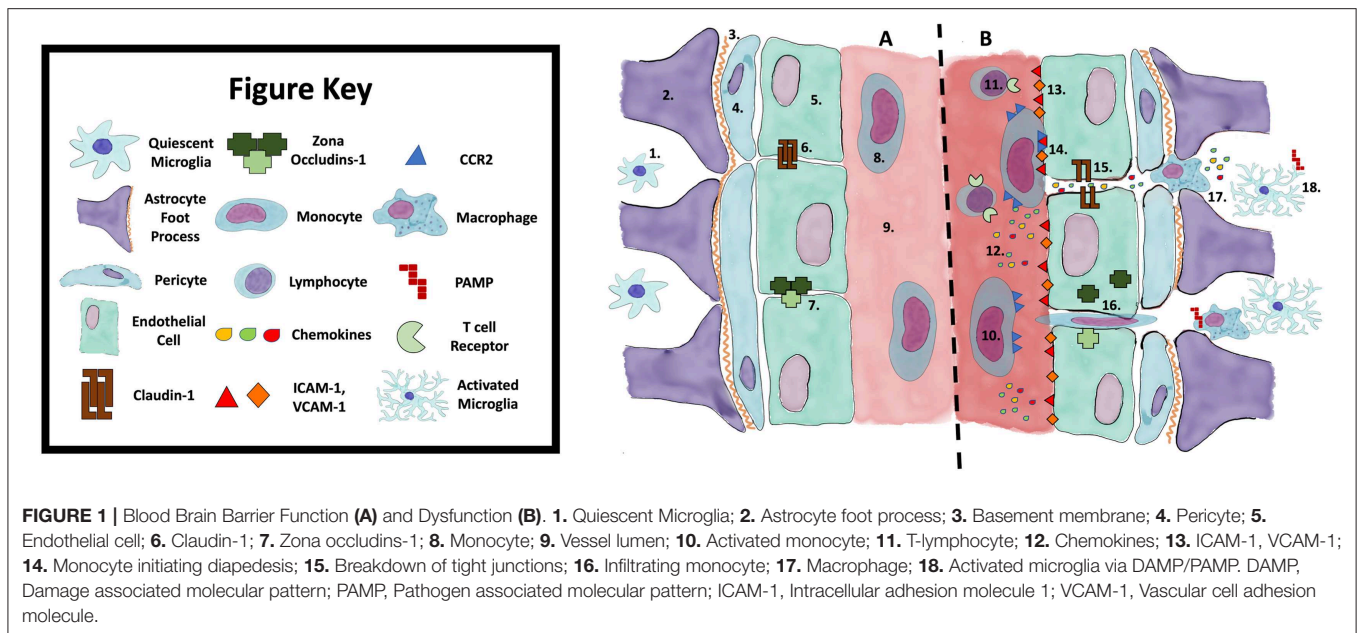 Figure Key
Quiescent
Microglia
Zona
Occludins-1
CCR2
Astrocyte
Foot
Process
Monocyte
Macrophage
Pericyte
Lymphocyte
PAMP
Endothelial
Cell
Chemokines
T cell
Receptor
Claudin-1
ICAM-1,
VCAM-1
Activated
Microglia
A
B
1.
2.
3.
4.
5.
6.
7.
8.
9.
10.
11.
12.
13.
14.
15.
16.
17.
18.
FIGURE 1 | Blood Brain Barrier Function (A) and Dysfunction (B). 1. Quiescent Microglia; 2. Astrocyte foot process; 3. Basement membrane; 4. Pericyte; 5.
Endothelial cell; 6. Claudin-1; 7. Zona occludins-1; 8. Monocyte; 9. Vessel lumen; 10. Activated monocyte; 11. T-lymphocyte; 12. Chemokines; 13. ICAM-1, VCAM-1;
14. Monocyte initiating diapedesis; 15. Breakdown of tight junctions; 16. Infiltrating monocyte; 17. Macrophage; 18. Activated microglia via DAMP/PAMP. DAMP,
Damage associated molecular pattern; PAMP, Pathogen associated molecular pattern; ICAM-1, Intracellular adhesion molecule 1; VCAM-1, Vascular cell adhesion
molecule.